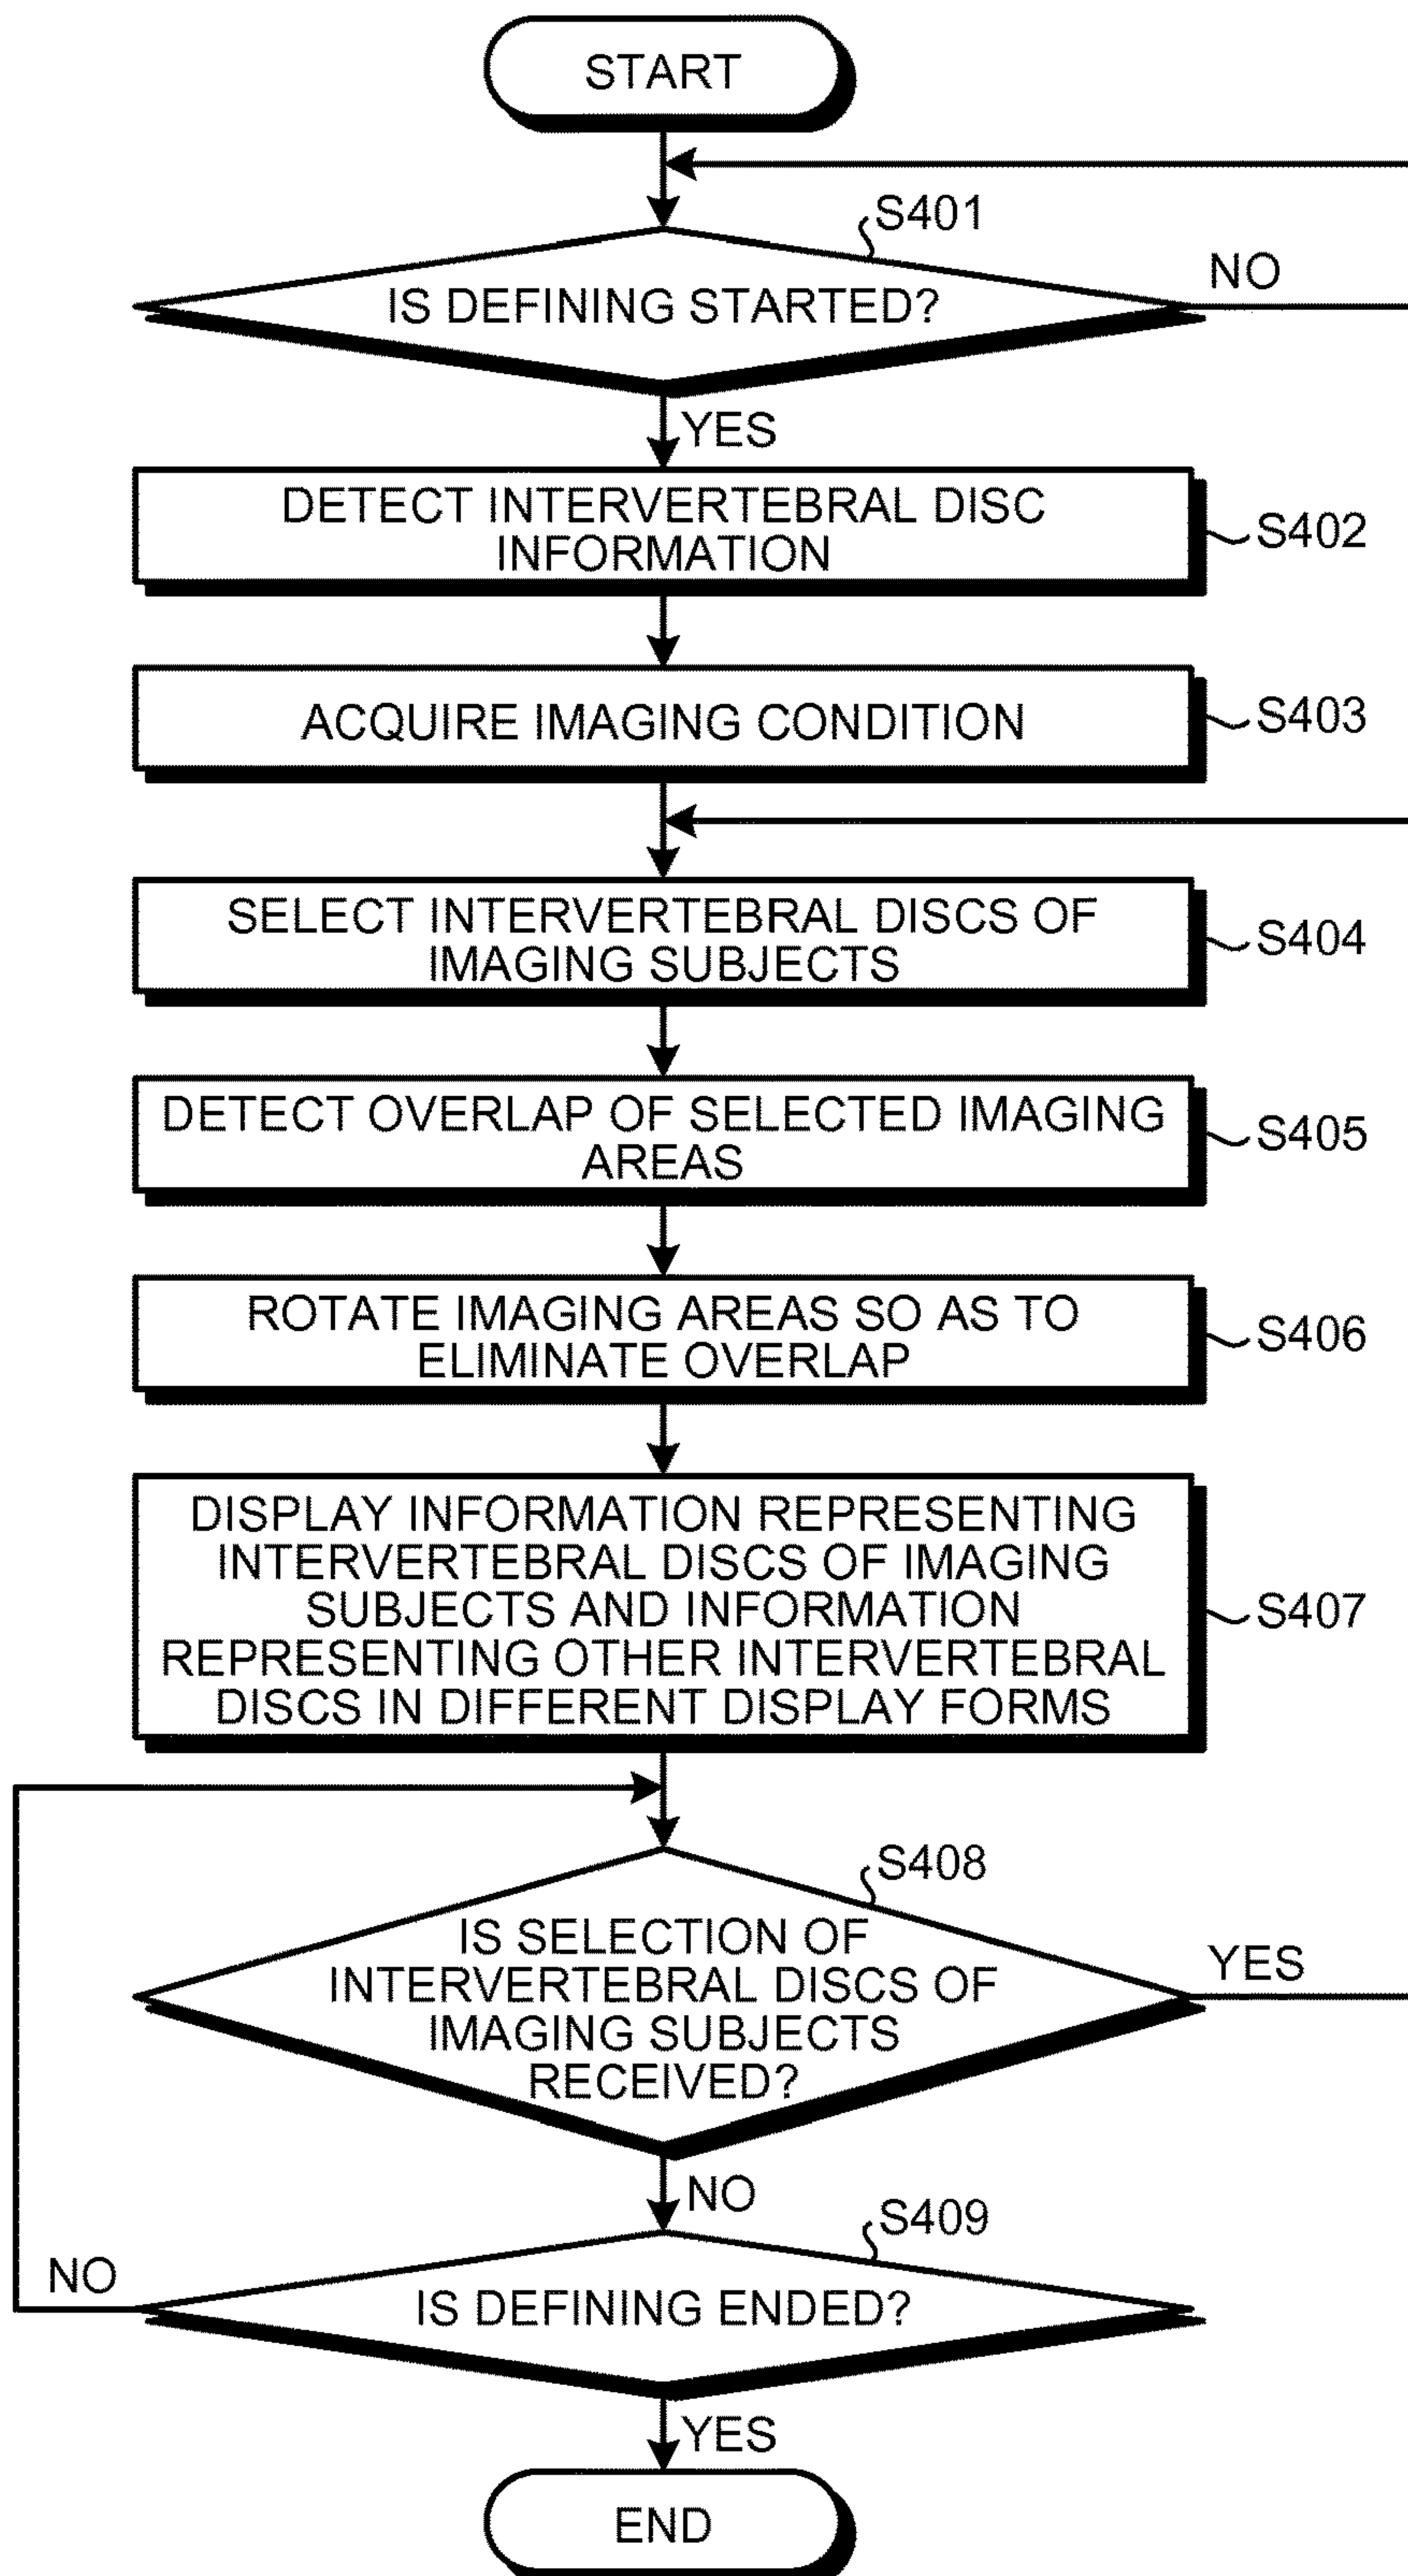 START
S401
IS DEFINING STARTED?
NO
YES
DETECT INTERVERTEBRAL DISC
INFORMATION
S402
ACQUIRE IMAGING CONDITION
S403
SELECT INTERVERTEBRAL DISCS OF
IMAGING SUBJECTS
S404
DETECT OVERLAP OF SELECTED IMAGING
AREAS
S405
ROTATE IMAGING AREAS SO AS TO
ELIMINATE OVERLAP
S406
DISPLAY INFORMATION REPRESENTING
INTERVERTEBRAL DISCS OF IMAGING
SUBJECTS AND INFORMATION
REPRESENTING OTHER INTERVERTEBRAL
DISCS IN DIFFERENT DISPLAY FORMS
S407
S408
IS SELECTION OF
INTERVERTEBRAL DISCS OF
IMAGING SUBJECTS
RECEIVED?
YES
NO
S409
NO
IS DEFINING ENDED?
YES
END